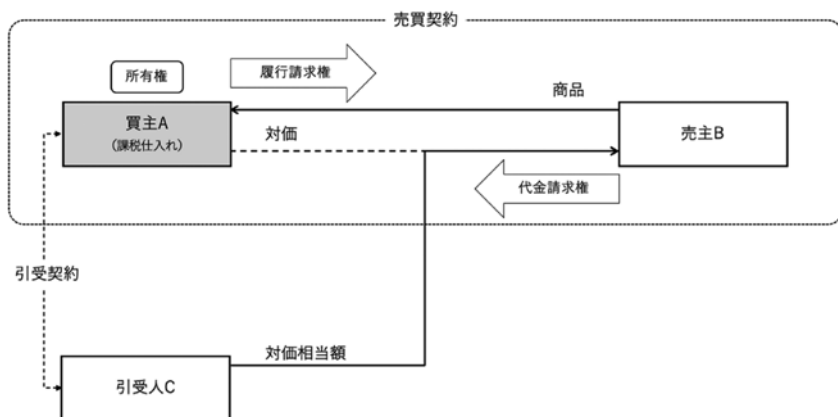 売買契約
履行請求権
所有権
商品
買主A
(課税仕入れ)
対価
売主B
代金請求権
引受契約
対価相当額
引受人C